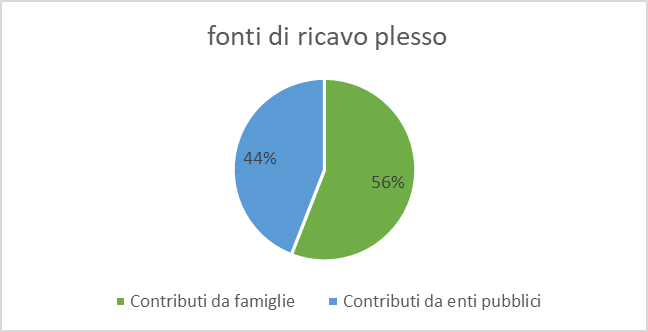 fonti di ricavo plesso
44%
56%
Contributi da famiglie
Contributi da enti pubblici